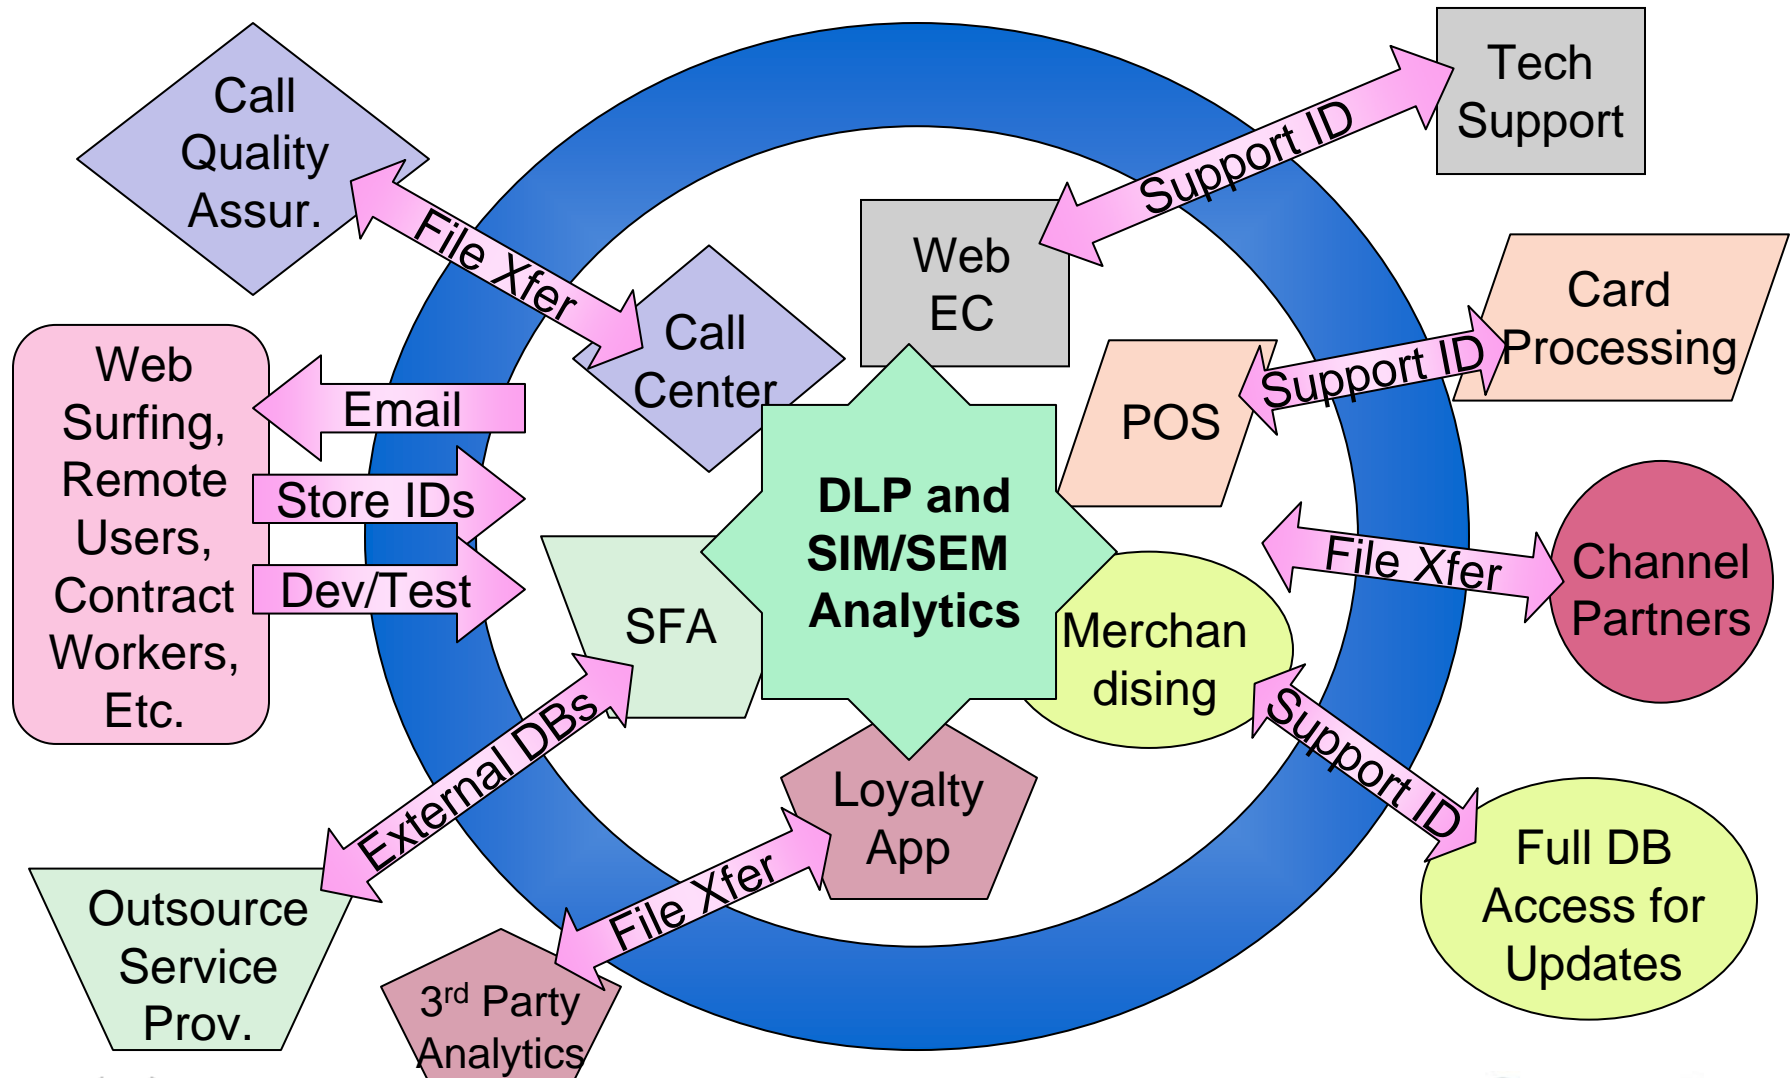 Call
Quality
Assur.
File Xfer
Tech
Support
Support ID
Web
EC
Call
Center
Card
Processing
Support ID
POS
Web
Surfing,
Remote
Users,
Contract
Workers,
Etc.
Email
Store IDs
Dev/Test
DLP and
SIM/SEM
Analytics
SFA
File Xfer
Channel
Partners
Merchan
dising
Support ID
External DBs
Loyalty
App
File Xfer
Full DB
Access for
Updates
Outsource
Service
Prov.
3rd Party
Analytics